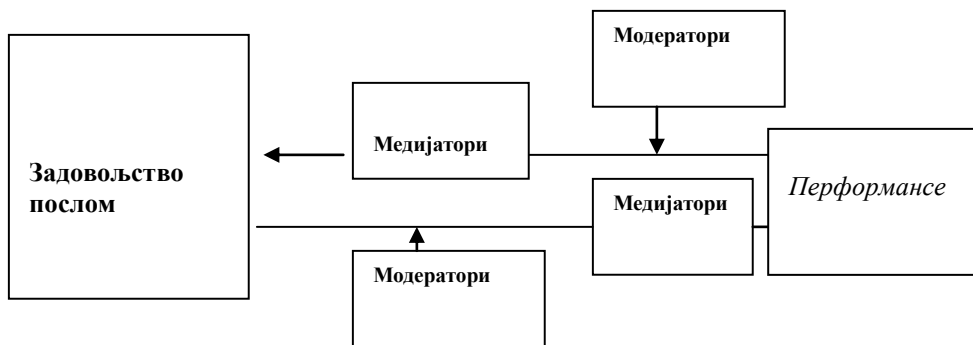 Модератори
Медијатори
Задовољство
послом
Перформансе
Медијатори
Модератори